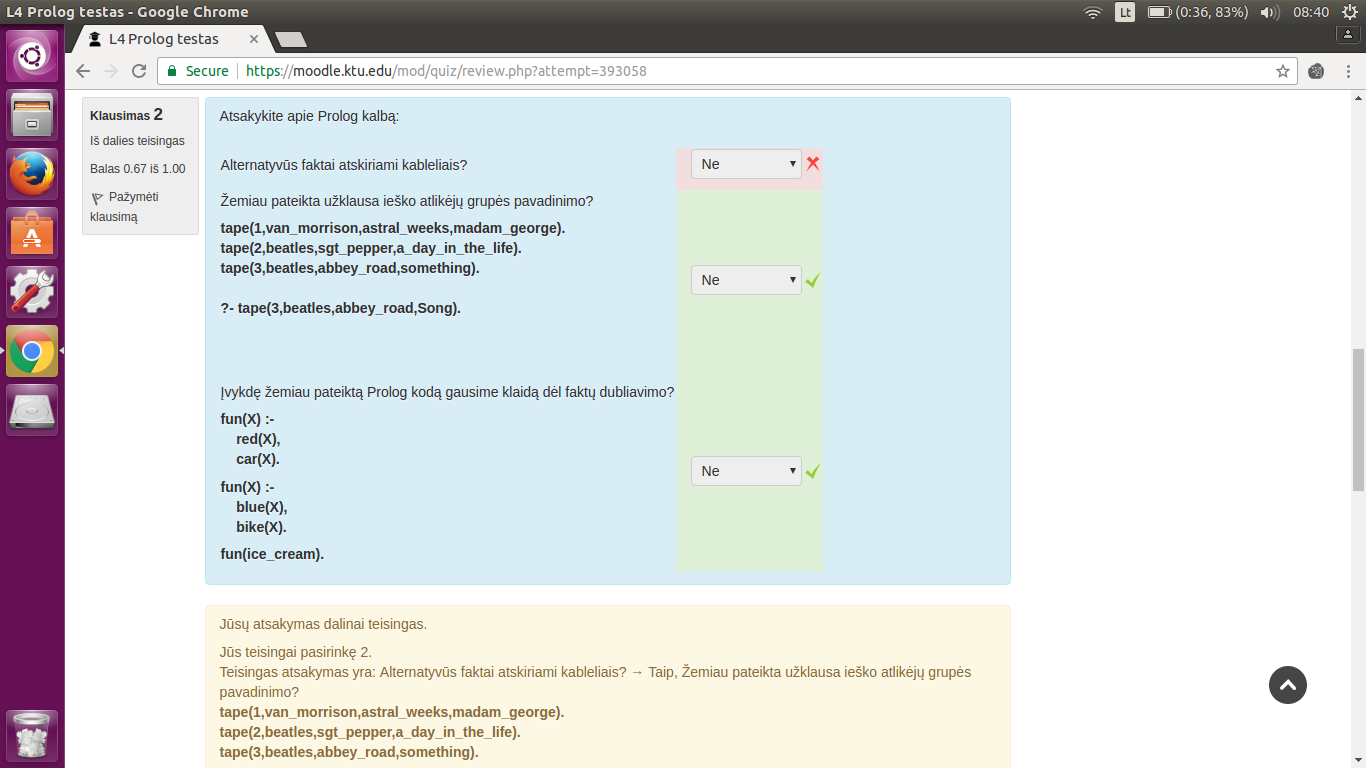 L4 Prolog testas - Google Chrome
Lt
(0:36, 83%)
08:40
L4 Prolog testas
Secure
https://moodle.ktu.edu/mod/quiz/review.php?attempt=393058
Klausimas 2
Iš dalies teisingas
Balas 0.67 iš 1.00
Pažymėti
klausimą
Atsakykite apie Prolog kalbą:
Alternatyvūs faktai atskiriami kableliais?
Ne
Žemiau pateikta užklausa ieško atlikėjų grupės pavadinimo?
tape(1,van_morrison,astral_weeks,madam_george).
tape(2,beatles,sgt_pepper,a_day_in_the_life).
tape(3,beatles,abbey_road,something).
Ne
?- tape(3,beatles,abbey_road,Song).
Įvykdę žemiau pateiktą Prolog kodą gausime klaidą dėl faktų dubliavimo?
fun(X) :-
red(X),
car(X).
Ne
fun(X) :-
blue(X),
bike(X).
fun(ice_cream).
Jūsų atsakymas dalinai teisingas.
Jūs teisingai pasirinkę 2.
Teisingas atsakymas yra: Alternatyvūs faktai atskiriami kableliais? → Taip, Žemiau pateikta užklausa ieško atlikėjų grupės
pavadinimo?
tape(1,van_morrison,astral_weeks,madam_george).
tape(2,beatles,sgt_pepper,a_day_in_the_life).
tape(3,beatles,abbey_road,something).